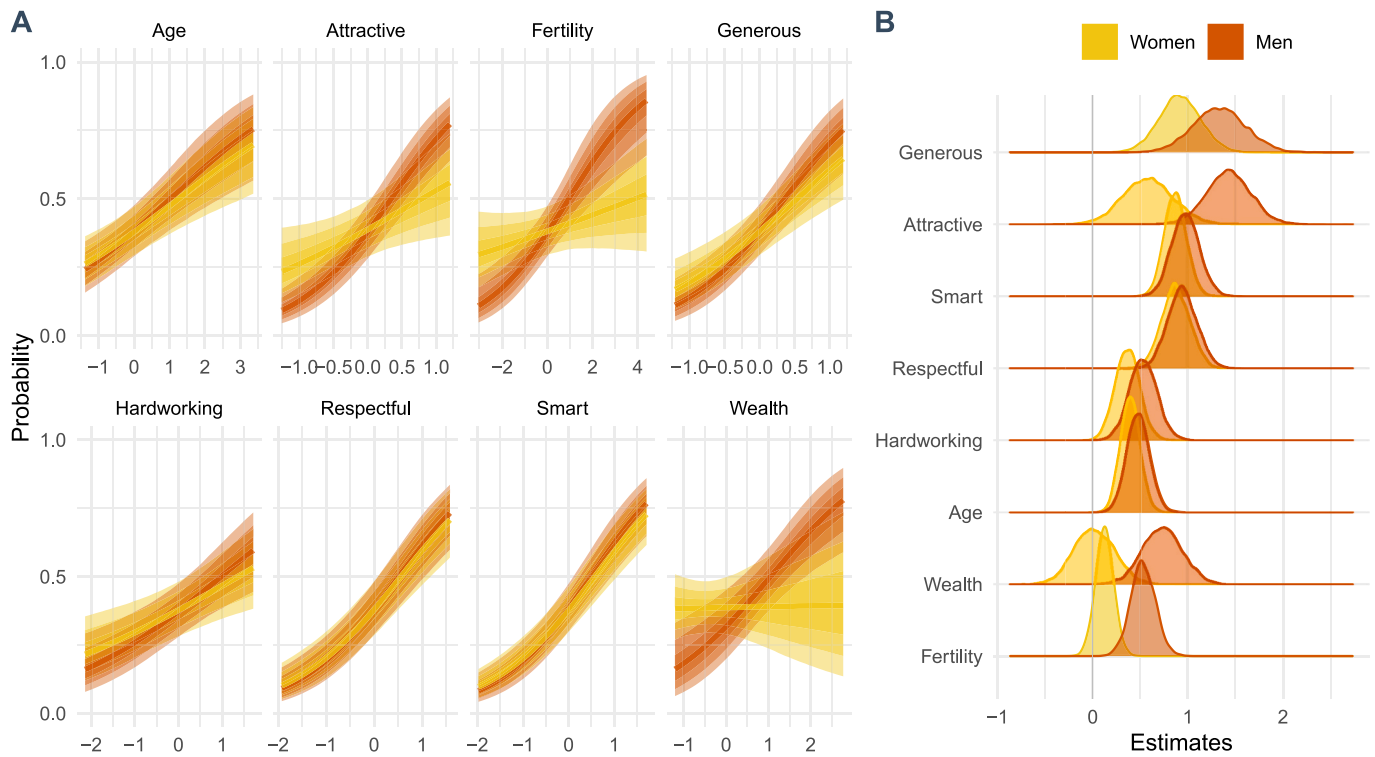 A
Age
Attractive
Fertility
Generous
Probability
1.0
0.5
0.0
−1 0 1 2 3
−1.0 −0.5 0.0 0.5 1.0
−2 0 2 4
−1.0 −0.5 0.0 0.5 1.0
Hardworking
Respectful
Smart
Wealth
1.0
0.5
0.0
−2 −1 0 1
−2 −1 0 1
−2 −1 0 1
−1 0 1 2
B
Women
Men
Generous
Attractive
Smart
Respectful
Hardworking
Age
Wealth
Fertility
−1 0 1 2
Estimates